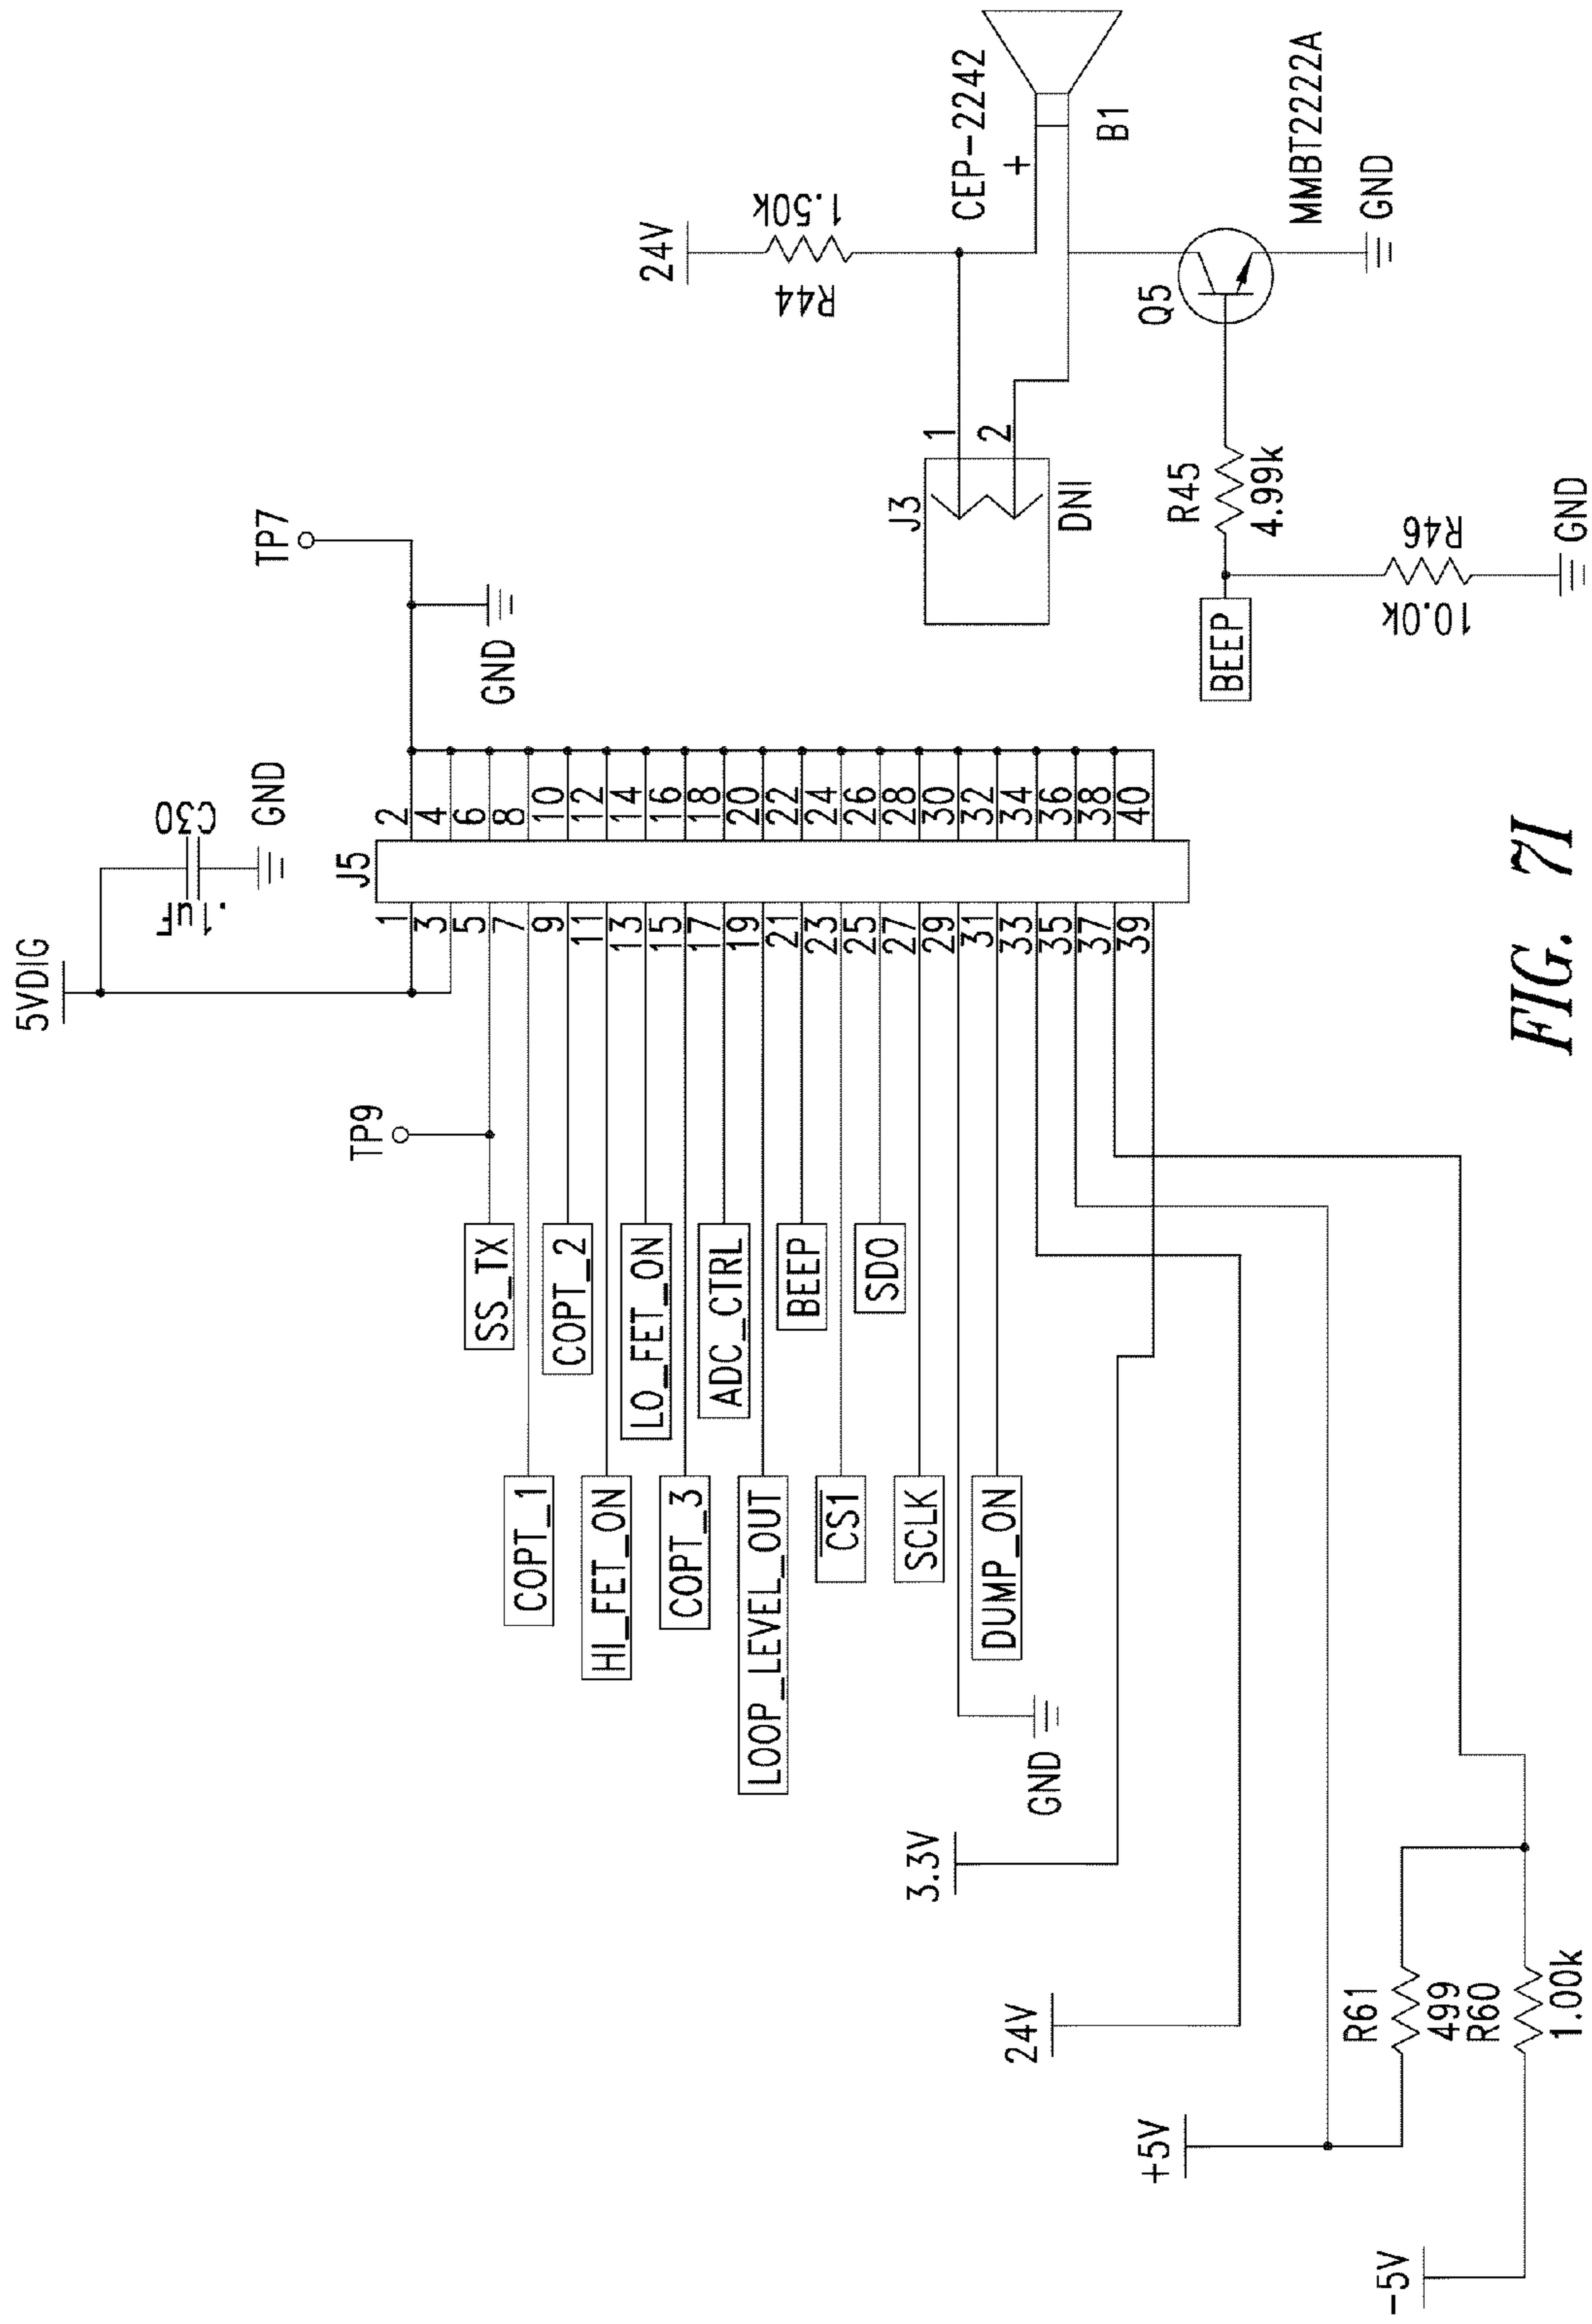 5VDIG
.1uF
C30
GND
TP7
GND
TP9
J5
1
3
5
7
9
11
13
15
17
19
21
23
25
27
29
31
33
35
37
39
2
4
6
8
10
12
14
16
18
20
22
24
26
28
30
32
34
36
38
40
SS_TX
COPT_1
COPT_2
HI_FET_ON
LO_FET_ON
COPT_3
ADC_CTRL
LOOP_LEVEL_OUT
BEEP
CS1
SDO
SCLK
GND
DUMP_ON
3.3V
24V
+5V
-5V
R61
499
R60
1.00k
24V
R44
1.50k
CEP-2242
+
B1
J3
1
2
DNI
Q5
MMBT2222A
GND
R45
4.99k
BEEP
10.0k
R46
GND
FIG. 7I